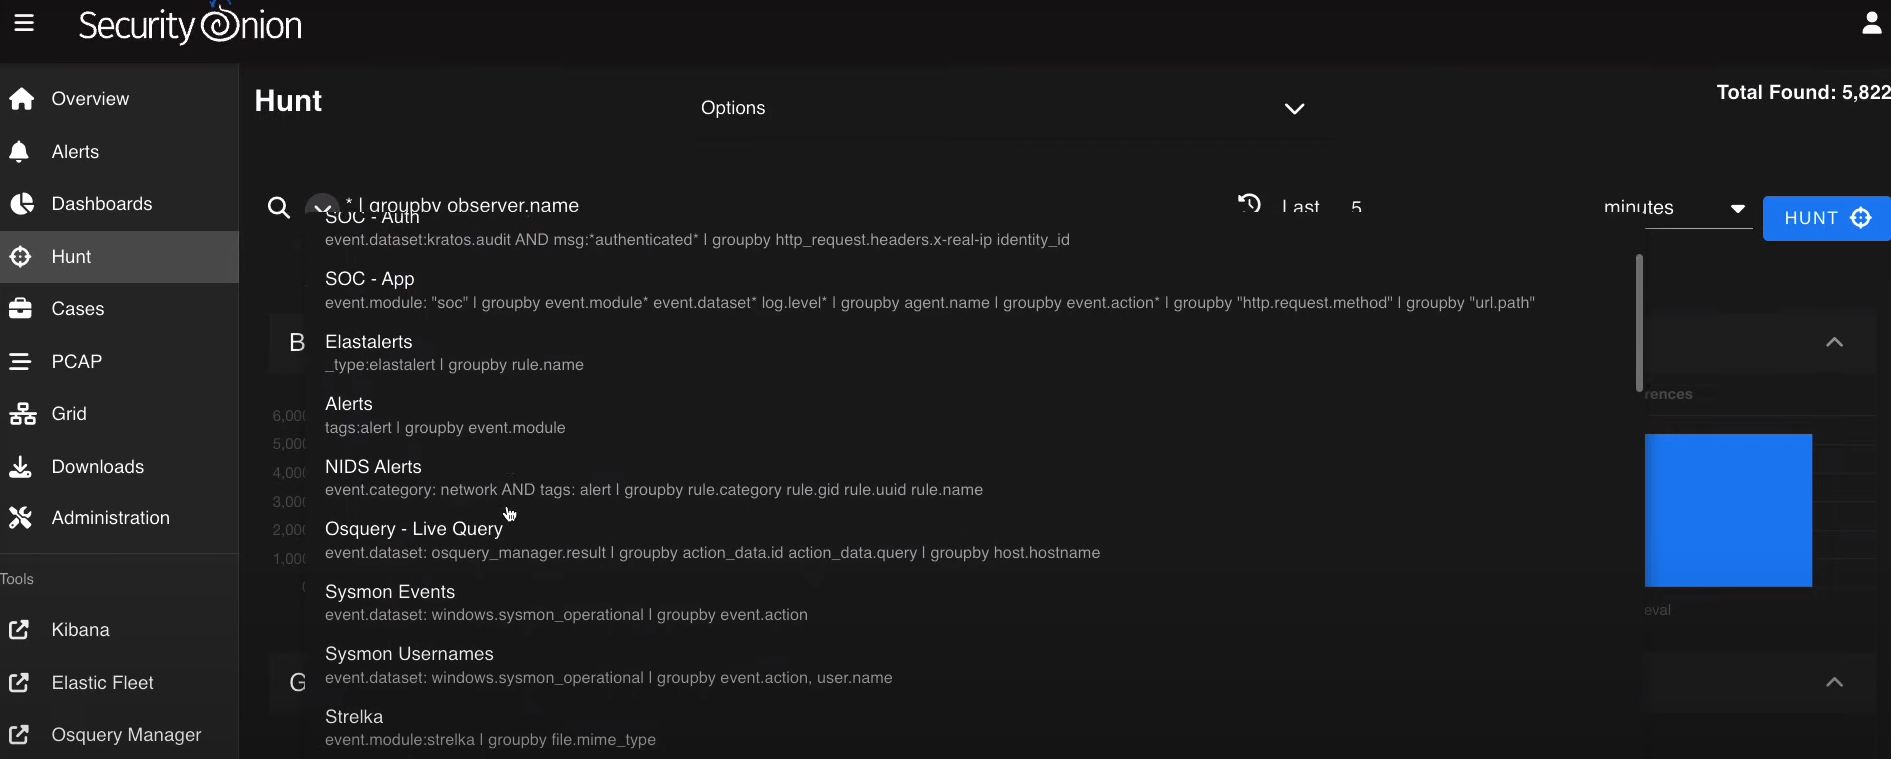 Security Onion
Overview
Alerts
Dashboards
Hunt
Cases
PCAP
Grid
Downloads
Administration
Tools
Kibana
Elastic Fleet
Osquery Manager
Hunt
Options
Total Found: 5,822
* | groupby observer.name
Last 5 minutes
HUNT
SOC - Auth
event.dataset:kratos.audit AND msg:*authenticated* | groupby http_request.headers.x-real-ip identity_id
SOC - App
event.module: "soc" | groupby event.module* event.dataset* log.level* | groupby agent.name | groupby event.action* | groupby "http.request.method" | groupby "url.path"
B
Elastalerts
_type:elastalert | groupby rule.name
Alerts
tags:alert | groupby event.module
NIDS Alerts
event.category: network AND tags: alert | groupby rule.category rule.gid rule.uuid rule.name
Osquery - Live Query
event.dataset: osquery_manager.result | groupby action_data.id action_data.query | groupby host.hostname
Sysmon Events
event.dataset: windows.sysmon_operational | groupby event.action
Sysmon Usernames
event.dataset: windows.sysmon_operational | groupby event.action, user.name
G
Strelka
event.module:strelka | groupby file.mime_type
6,000
5,000
4,000
3,000
2,000
1,000
rences
eval